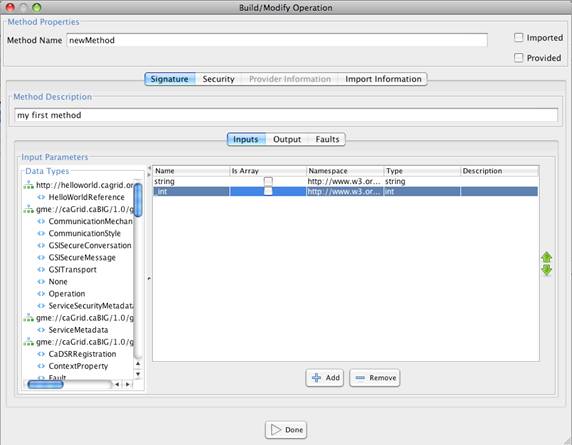 Build/Modify Operation
Method Properties
Method Name newMethod
Imported
Provided
Signature Security Provider Information Import Information
Method Description
my first method
Inputs Output Faults
Input Parameters
Data Types
Name Is Array Namespace Type Description
string http://www.w3.or... string
_int http://www.w3.or... int
http://helloworld.cagrid.or
HelloWorldReference
gme://caGrid.caBIG/1.0/g
CommunicationMechan
CommunicationStyle
GSISecureConversation
GSISecureMessage
GSITransport
None
Operation
ServiceSecurityMetadat
gme://caGrid.caBIG/1.0/g
ServiceMetadata
gme://caGrid.caBIG/1.0/g
CaDSRRegistration
ContextProperty
Fault
Add Remove
Done